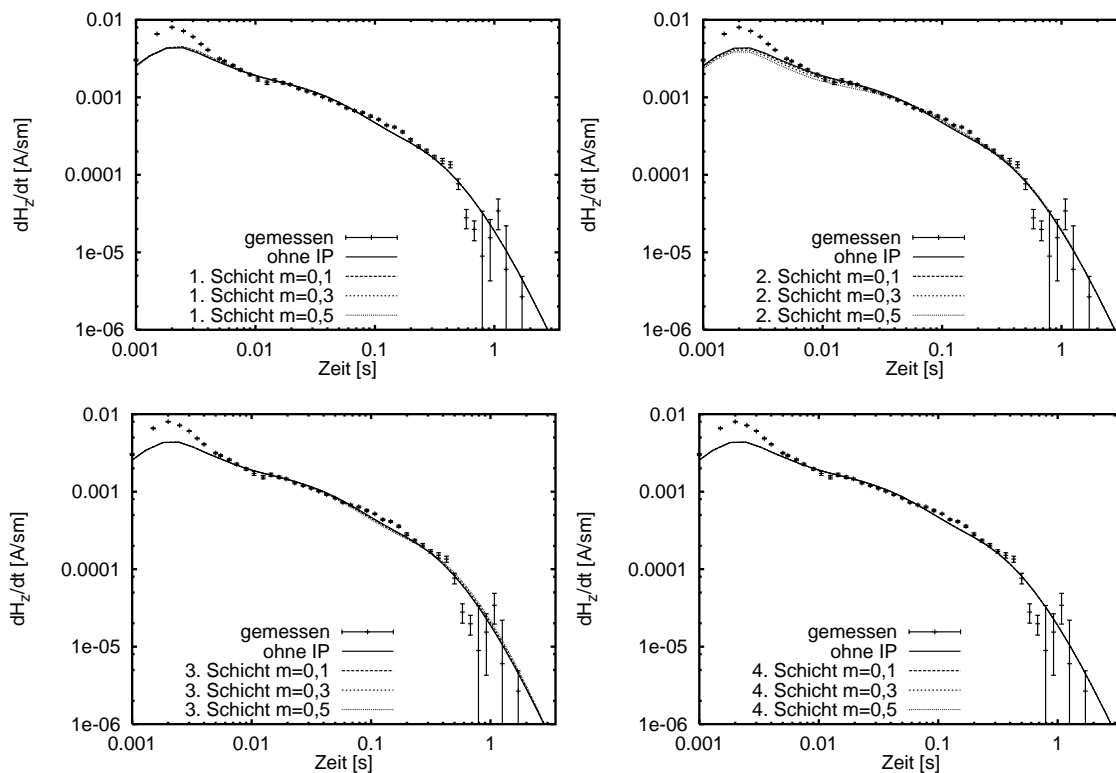 0.01
0.001
0.0001
1e-05
1e-06
dHz/dt [A/sm]
gemessen
ohne IP
1. Schicht m=0,1
1. Schicht m=0,3
1. Schicht m=0,5
0.001 0.01 0.1 1
Zeit [s]
0.01
0.001
0.0001
1e-05
1e-06
dHz/dt [A/sm]
gemessen
ohne IP
2. Schicht m=0,1
2. Schicht m=0,3
2. Schicht m=0,5
0.001 0.01 0.1 1
Zeit [s]
0.01
0.001
0.0001
1e-05
1e-06
dHz/dt [A/sm]
gemessen
ohne IP
3. Schicht m=0,1
3. Schicht m=0,3
3. Schicht m=0,5
0.001 0.01 0.1 1
Zeit [s]
0.01
0.001
0.0001
1e-05
1e-06
dHz/dt [A/sm]
gemessen
ohne IP
4. Schicht m=0,1
4. Schicht m=0,3
4. Schicht m=0,5
0.001 0.01 0.1 1
Zeit [s]